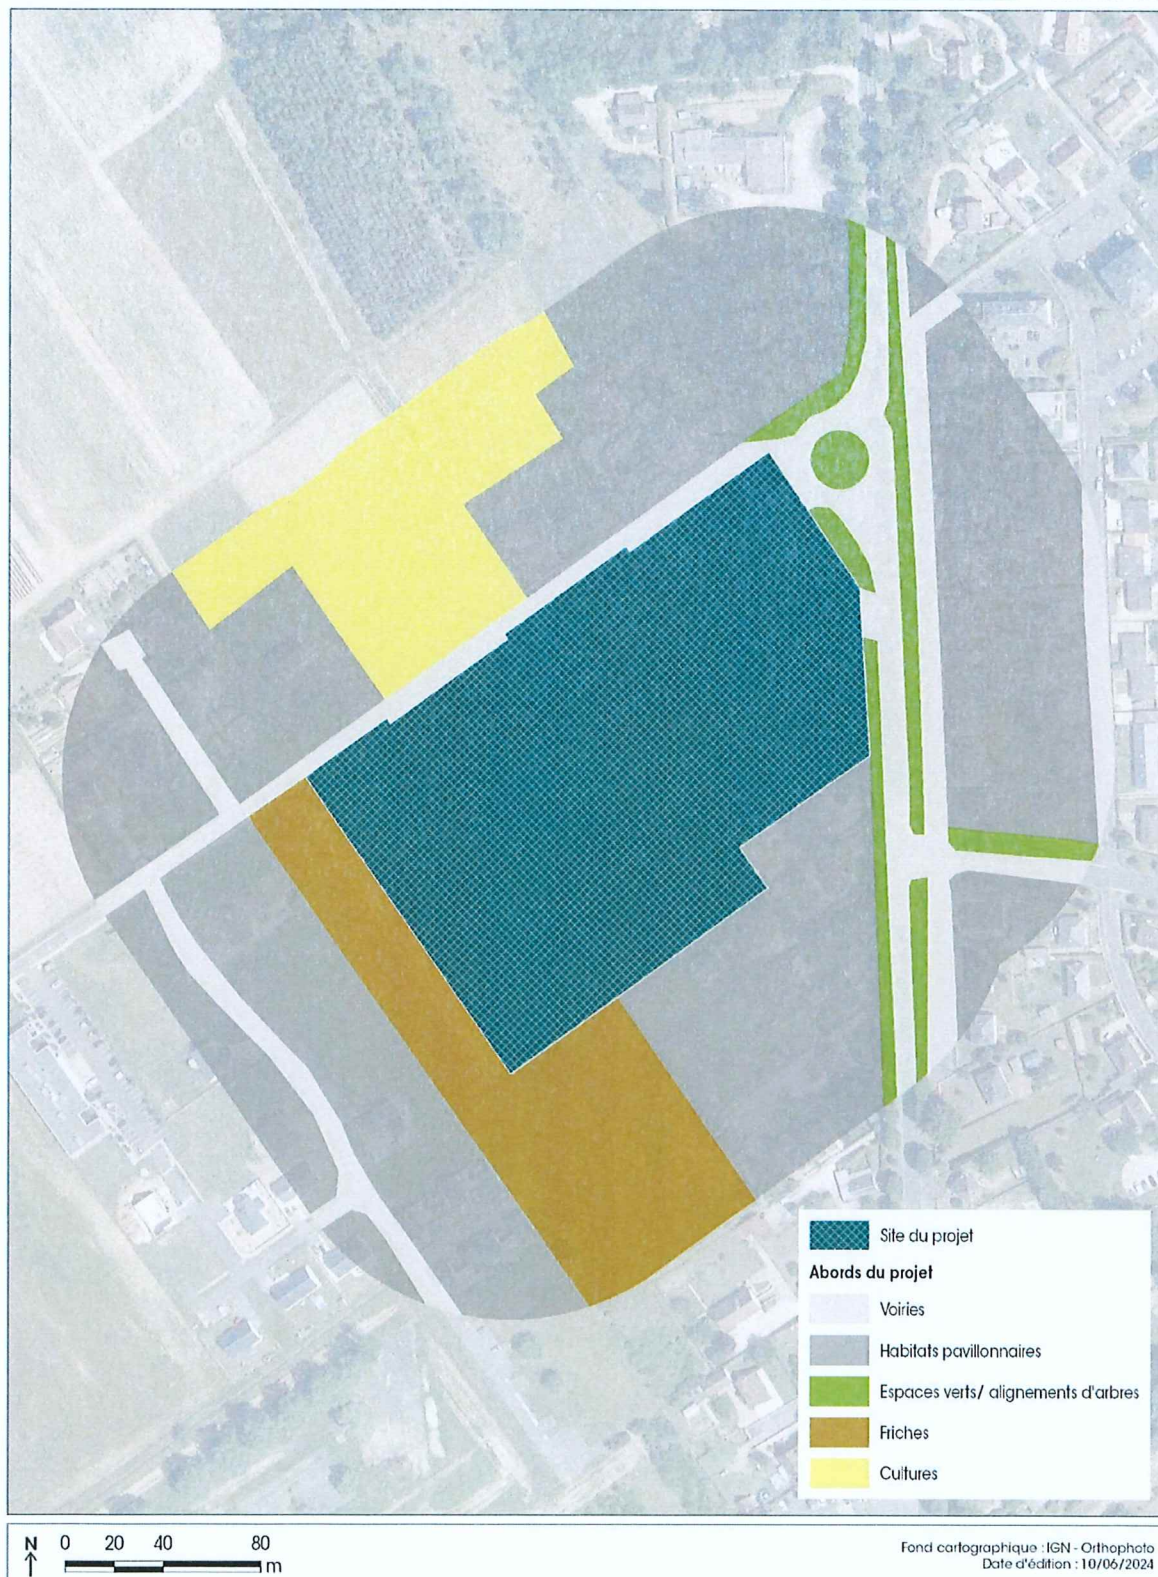 Site du projet
Abords du projet
Voiries
Habitats pavillonnaires
Espaces verts/ alignements d'arbres
Friches
Cultures
N 0 20 40 80
m
Fond cartographique : IGN - Orthophoto
Date d'édition : 10/06/2024